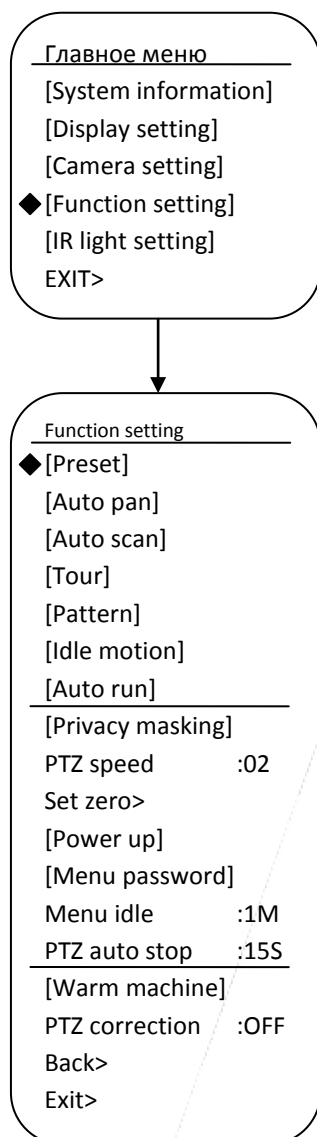 Главное меню
[System information]
[Display setting]
[Camera setting]
◆[Function setting]
[IR light setting]
EXIT>
Function setting
◆[Preset]
[Auto pan]
[Auto scan]
[Tour]
[Pattern]
[Idle motion]
[Auto run]
[Privacy masking]
PTZ speed :02
Set zero>
[Power up]
[Menu password]
Menu idle :1M
PTZ auto stop :15S
[Warm machine]
PTZ correction :OFF
Back>
Exit>